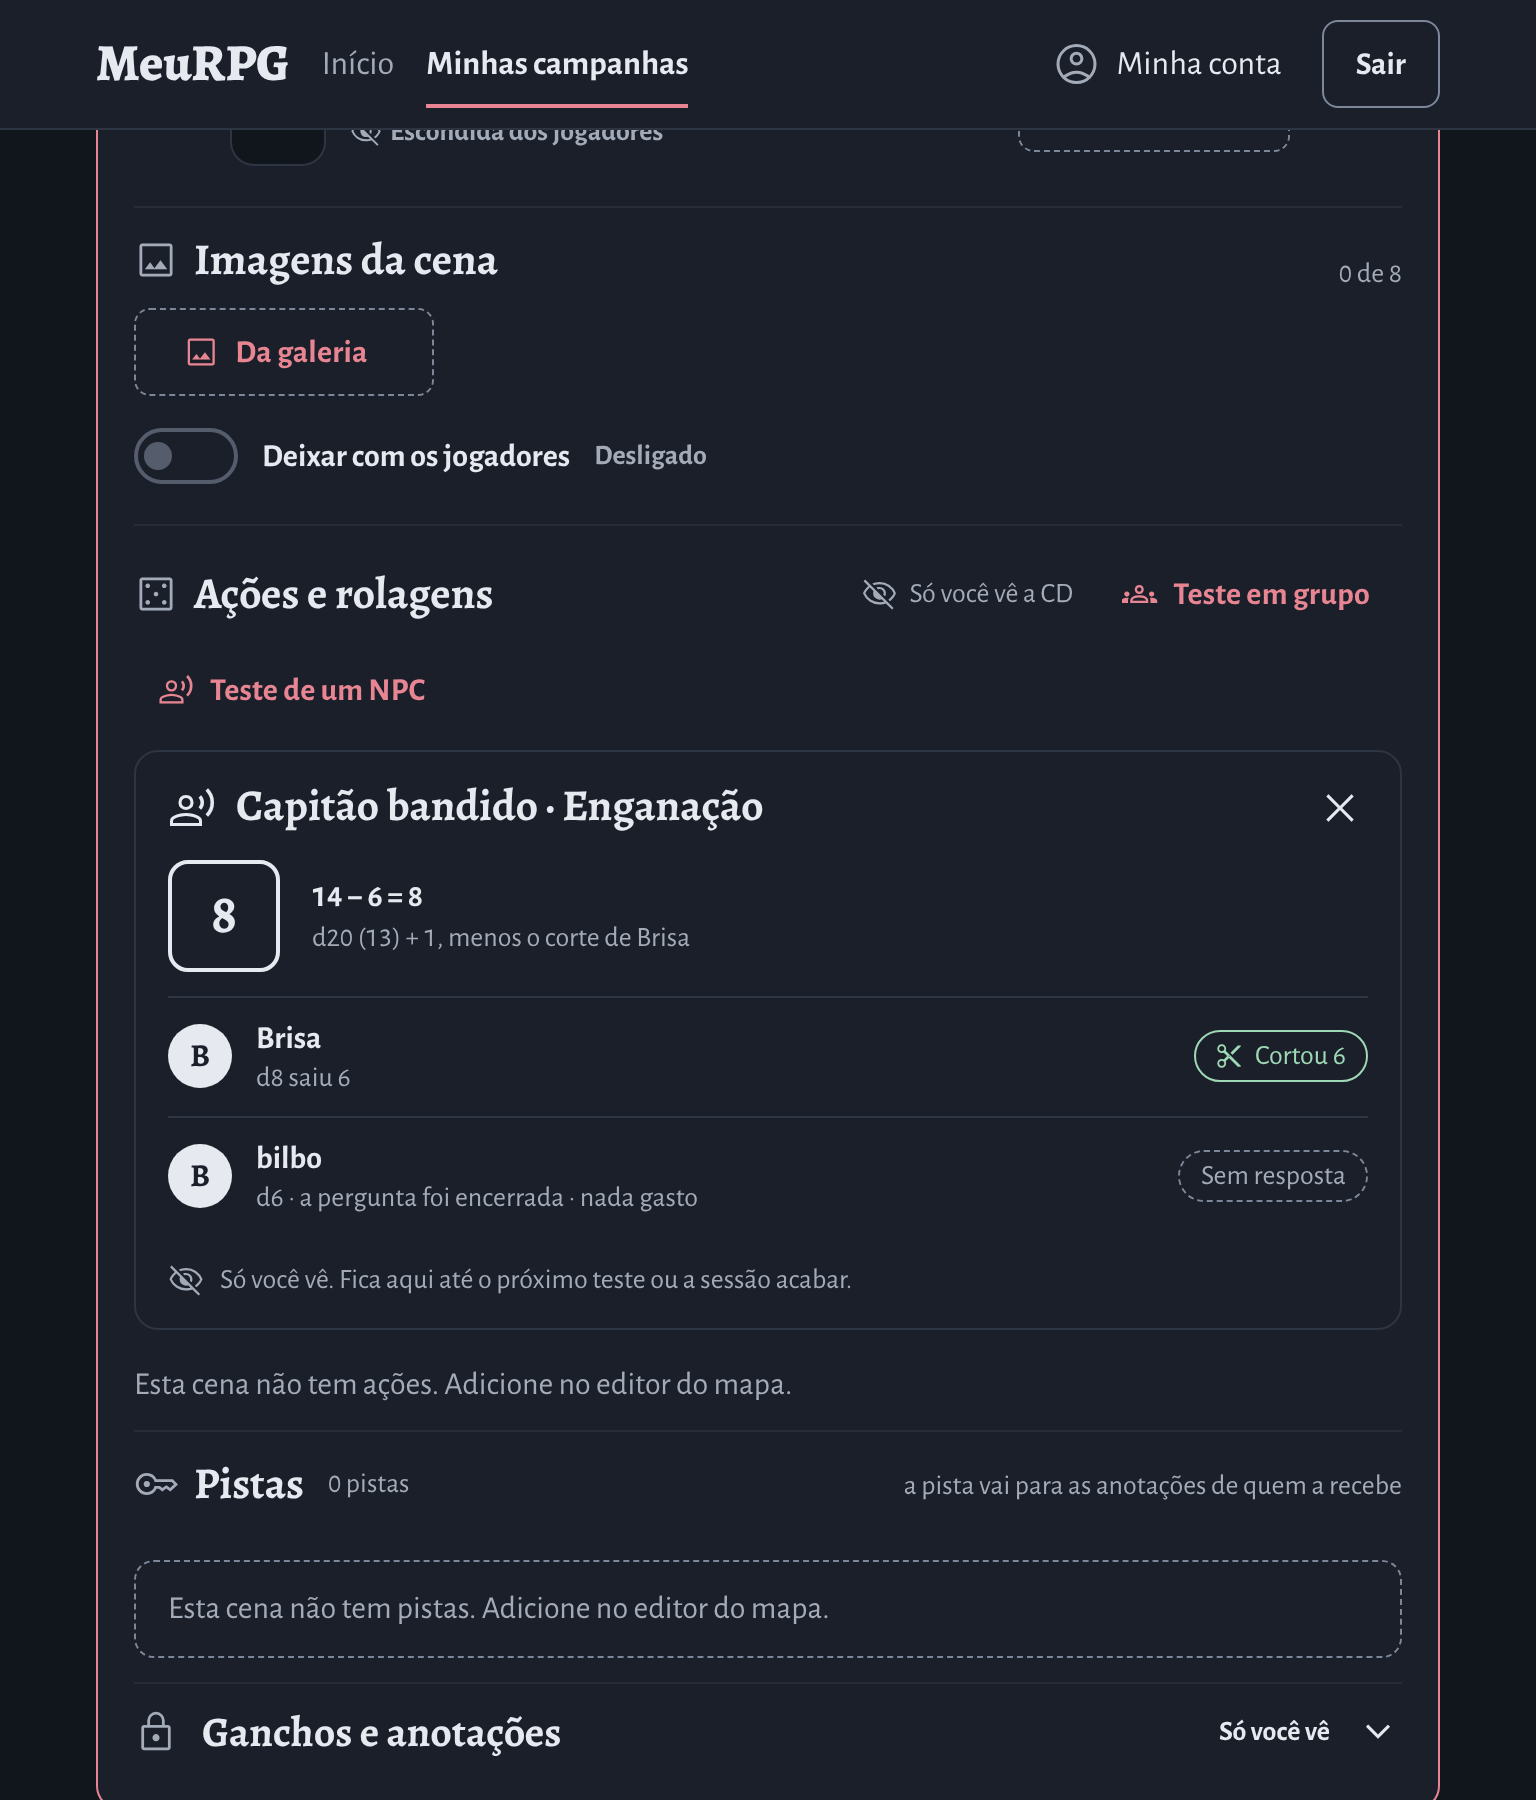 MeuRPG Início Minhas campanhas Minha conta Sair
Escondida dos jogadores
Imagens da cena 0 de 8
Da galeria
Deixar com os jogadores Desligado
Ações e rolagens Só você vê a CD Teste em grupo
Teste de um NPC
Capitão bandido · Enganação
8 14 – 6 = 8
d20 (13) + 1, menos o corte de Brisa
B Brisa Cortou 6
d8 saiu 6
B bilbo Sem resposta
d6 · a pergunta foi encerrada · nada gasto
Só você vê. Fica aqui até o próximo teste ou a sessão acabar.
Esta cena não tem ações. Adicione no editor do mapa.
Pistas 0 pistas a pista vai para as anotações de quem a recebe
Esta cena não tem pistas. Adicione no editor do mapa.
Ganchos e anotações Só você vê